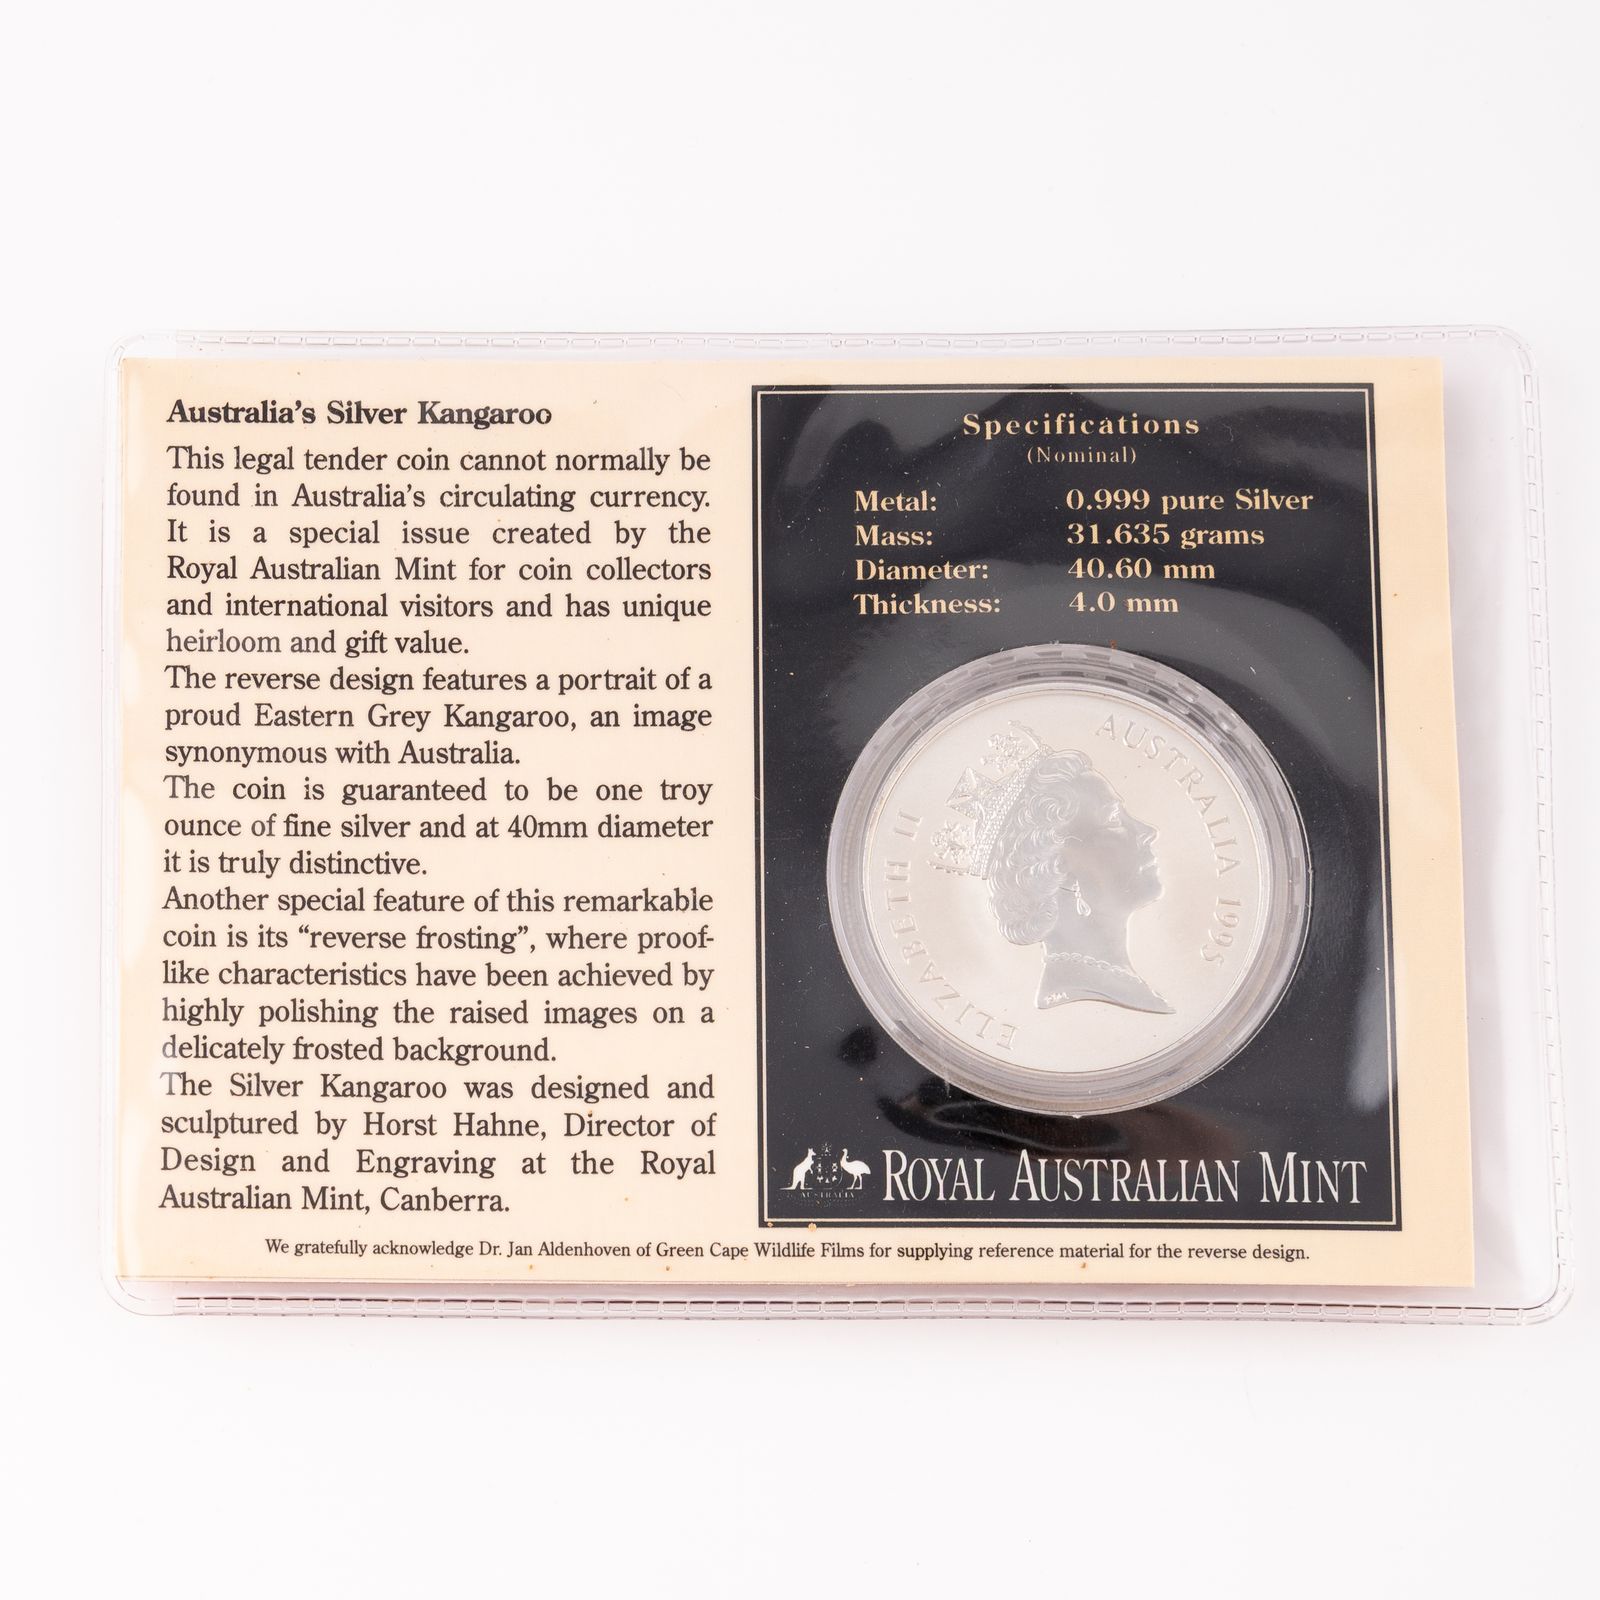 Australia's Silver Kangaroo
This legal tender coin cannot normally be
found in Australia's circulating currency.
It is a special issue created by the
Royal Australian Mint for coin collectors
and international visitors and has unique
heirloom and gift value.
The reverse design features a portrait of a
proud Eastern Grey Kangaroo, an image
synonymous with Australia.
The coin is guaranteed to be one troy
ounce of fine silver and at 40mm diameter
it is truly distinctive.
Another special feature of this remarkable
coin is its “reverse frosting”, where proof-
like characteristics have been achieved by
highly polishing the raised images on a
delicately frosted background.
The Silver Kangaroo was designed and
sculptured by Horst Hahne, Director of
Design and Engraving at the Royal
Australian Mint, Canberra.
Specifications
(Nominal)
Metal: 0.999 pure Silver
Mass: 31.635 grams
Diameter: 40.60 mm
Thickness: 4.0 mm
ELIZABETH II
AUSTRALIA 1995
RDM
AUSTRALIA
ROYAL AUSTRALIAN MINT
We gratefully acknowledge Dr. Jan Aldenhoven of Green Cape Wildlife Films for supplying reference material for the reverse design.